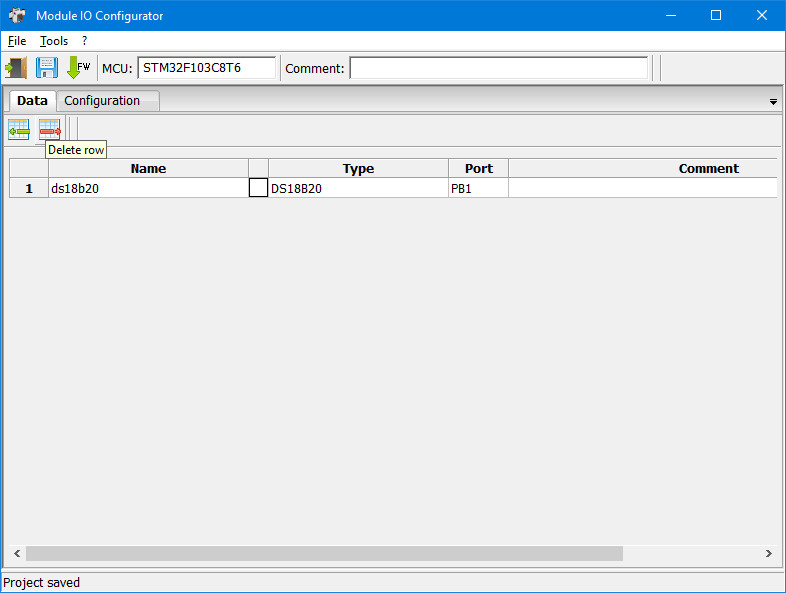 Module IO Configurator
File Tools ?
FW MCU: STM32F103C8T6 Comment:
Data Configuration
Delete row
Name Type Port Comment
1 ds18b20 DS18B20 PB1
Project saved